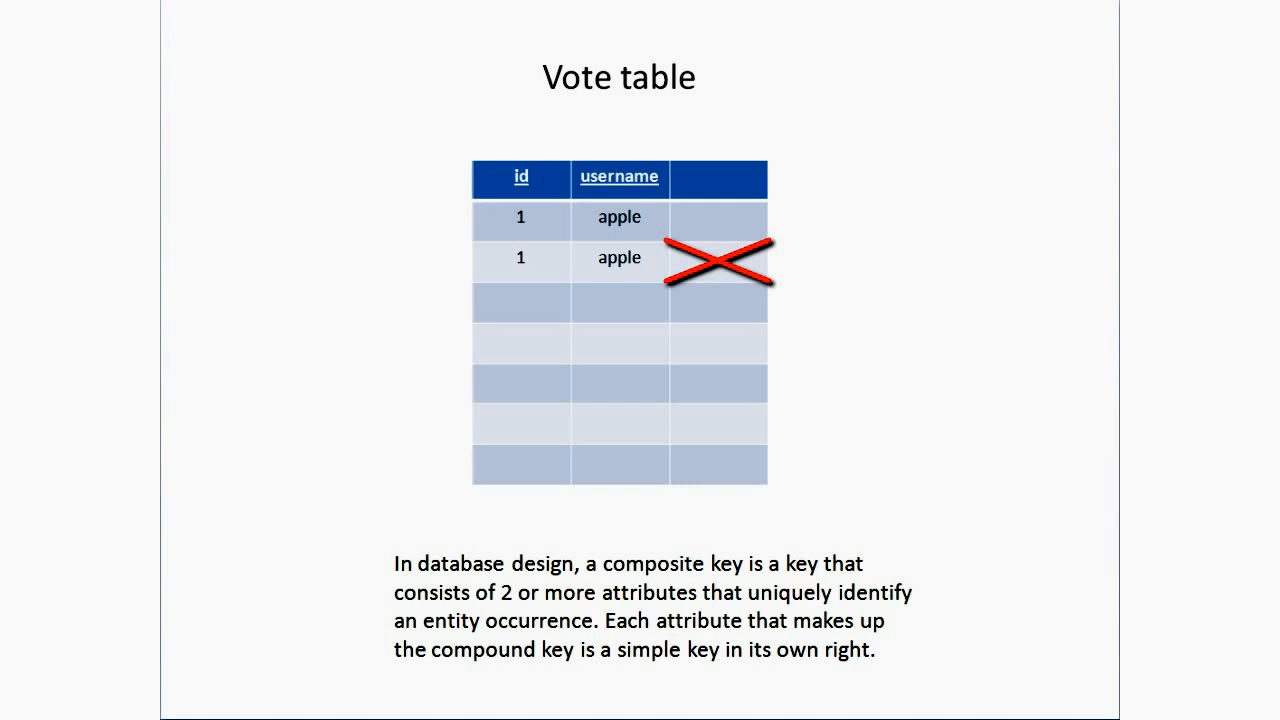 Vote table
id username
1 apple
1 apple
In database design, a composite key is a key that
consists of 2 or more attributes that uniquely identify
an entity occurrence. Each attribute that makes up
the compound key is a simple key in its own right.